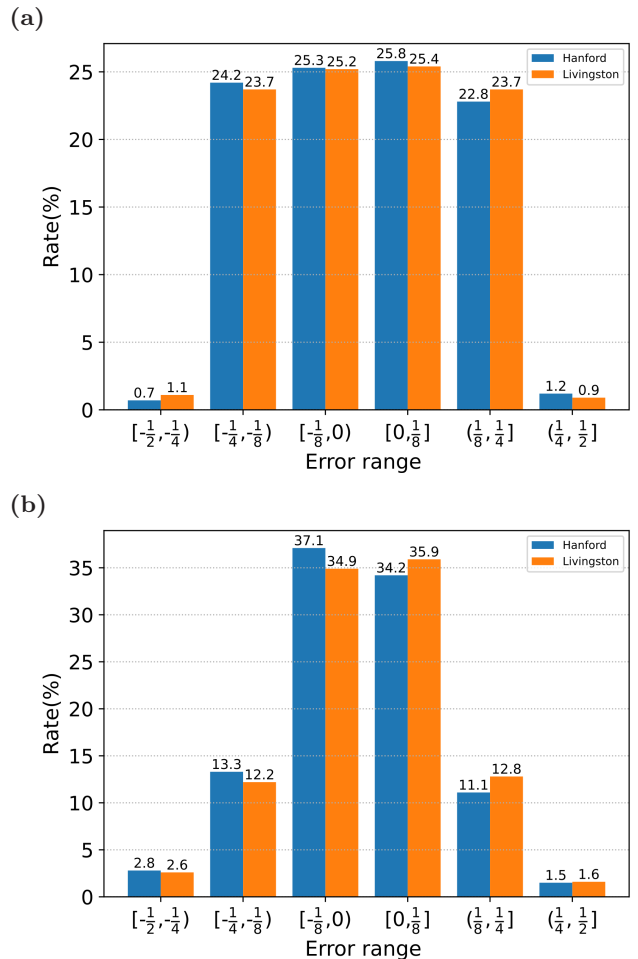 (a)
25.8
25.3 25.2 25.4
24.2 23.7
22.8 23.7
Hanford
Livingston
25
20
15
10
5
0
Rate(%)
0.7 1.1
1.2 0.9
[-1/2,-1/4) [-1/4,-1/8) [-1/8,0) [0,1/8] (1/8,1/4] (1/4,1/2]
Error range
(b)
37.1
34.9
34.2 35.9
Hanford
Livingston
35
30
25
20
15
10
5
0
Rate(%)
13.3 12.2
11.1 12.8
2.8 2.6
1.5 1.6
[-1/2,-1/4) [-1/4,-1/8) [-1/8,0) [0,1/8] (1/8,1/4] (1/4,1/2]
Error range